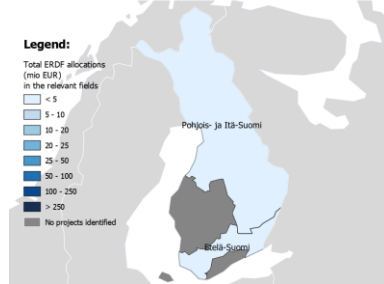 Legend:
Total ERDF allocations
(mio EUR)
in the relevant fields
< 5
5 - 10
10 - 20
20 - 25
25 - 50
50 - 100
100 - 250
> 250
No projects identified
Pohjois- ja Itä-Suomi
Etelä-Suomi